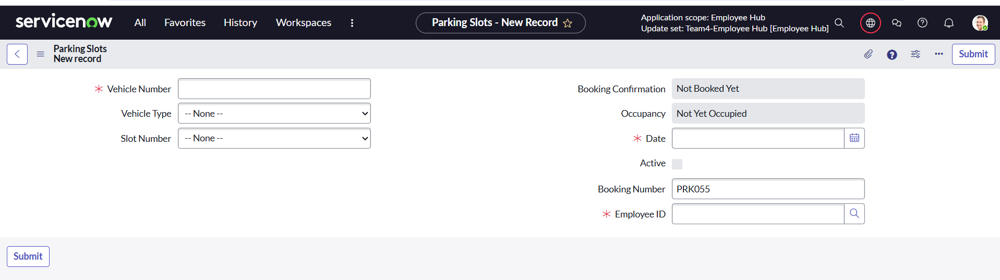 servicenow
All
Favorites
History
Workspaces
Parking Slots - New Record
Application scope: Employee Hub
Update set: Team4-Employee Hub [Employee Hub]
Parking Slots
New record
Submit
Vehicle Number
Vehicle Type
-- None --
Slot Number
-- None --
Booking Confirmation
Not Booked Yet
Occupancy
Not Yet Occupied
Date
Active
Booking Number
PRK055
Employee ID
Submit